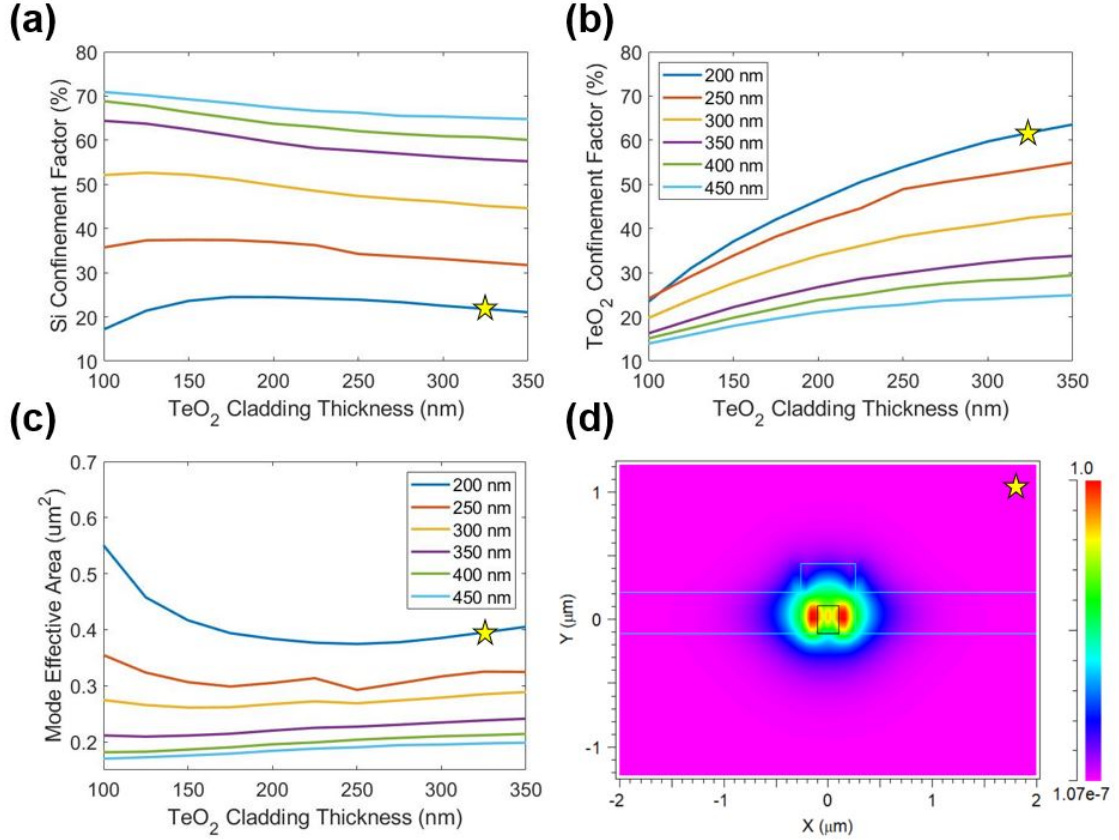 (a)
80
70
60
50
40
30
20
10
Si Confinement Factor (%)
100 150 200 250 300 350
TeO2 Cladding Thickness (nm)
(b)
80
70
60
50
40
30
20
10
TeO2 Confinement Factor (%)
200 nm
250 nm
300 nm
350 nm
400 nm
450 nm
100 150 200 250 300 350
TeO2 Cladding Thickness (nm)
(c)
0.7
0.6
0.5
0.4
0.3
0.2
Mode Effective Area (um2)
200 nm
250 nm
300 nm
350 nm
400 nm
450 nm
100 150 200 250 300 350
TeO2 Cladding Thickness (nm)
(d)
1
0
-1
Y (μm)
-2 -1 0 1 2
X (μm)
1.0
1.07e-7